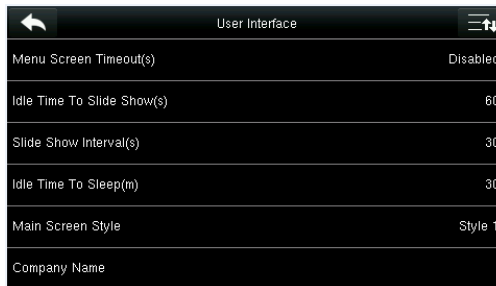 User Interface
Menu Screen Timeout(s) Disabled
Idle Time To Slide Show(s) 60
Slide Show Interval(s) 30
Idle Time To Sleep(m) 30
Main Screen Style Style 1
Company Name